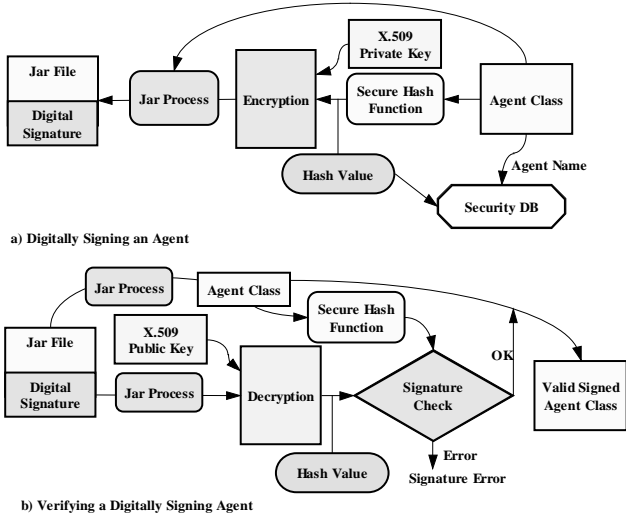 X.509
Private Key
Jar File
Digital
Signature
Jar Process
Encryption
Secure Hash
Function
Agent Class
Hash Value
Agent Name
Security DB
a) Digitally Signing an Agent
Jar Process
Agent Class
Secure Hash
Function
X.509
Public Key
Jar File
Digital
Signature
Jar Process
Decryption
Signature
Check
OK
Valid Signed
Agent Class
Error
Signature Error
Hash Value
b) Verifying a Digitally Signing Agent